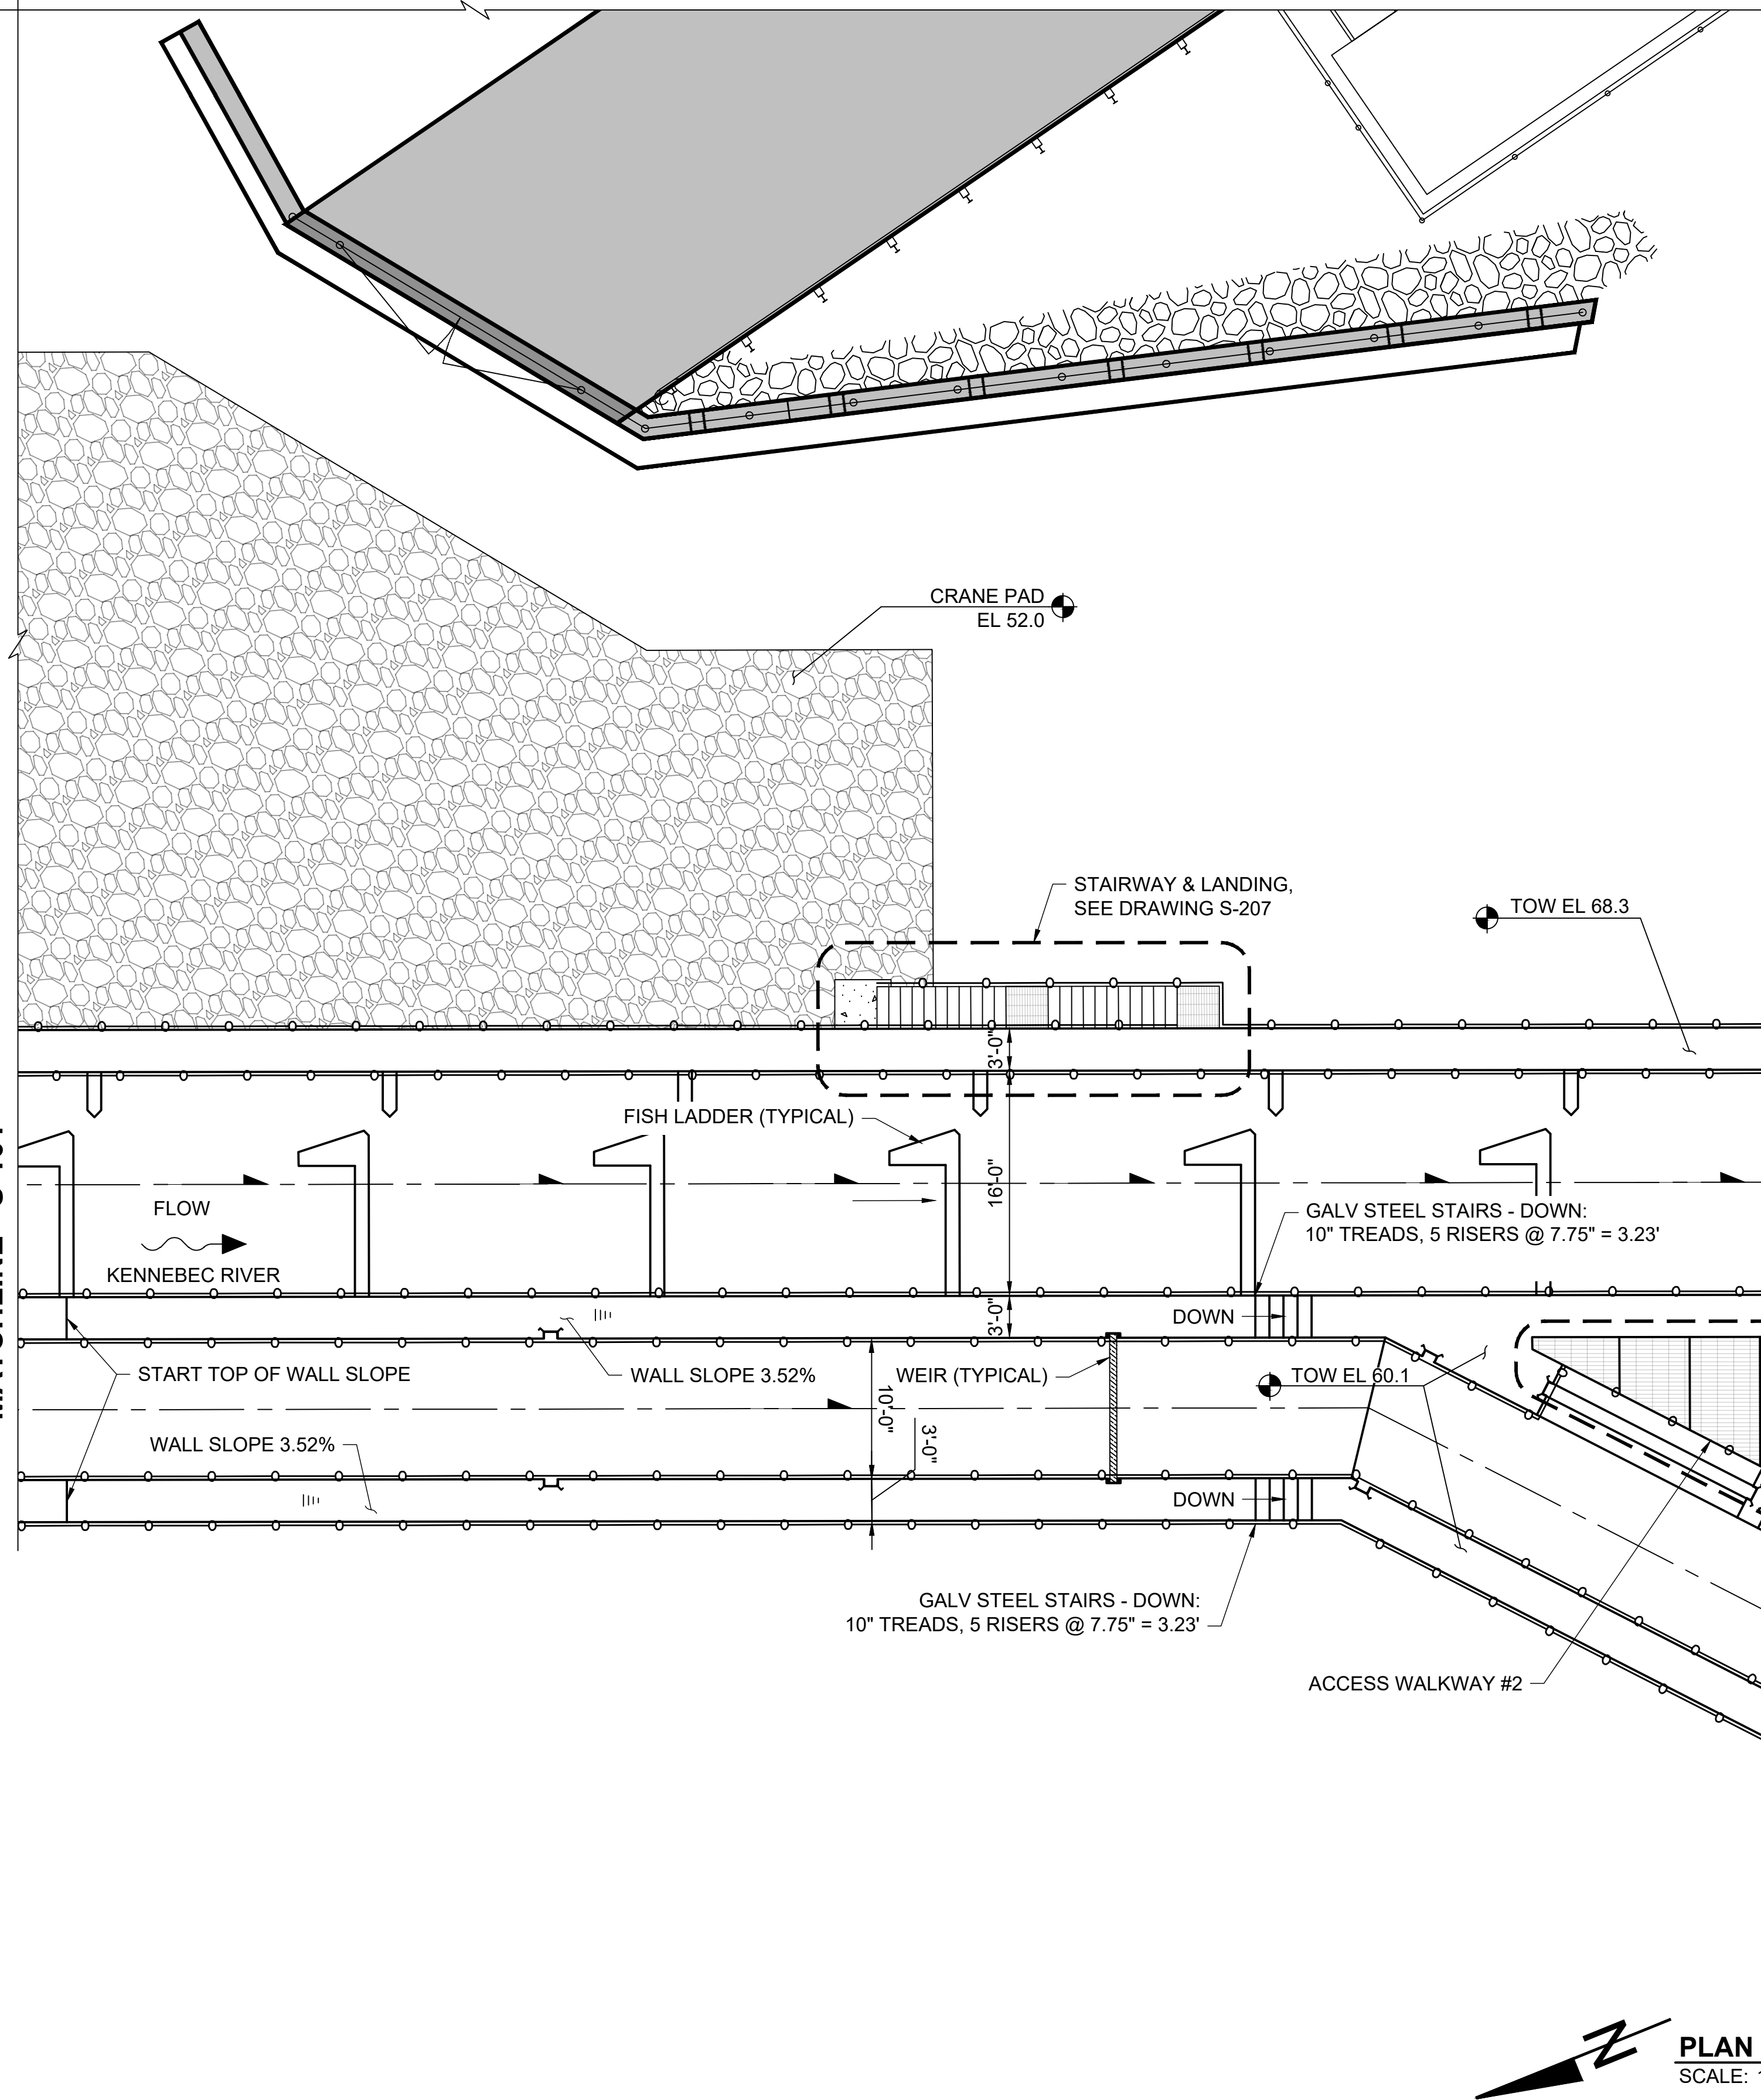 CRANE PAD
EL 52.0
STAIRWAY & LANDING,
SEE DRAWING S-207
TOW EL 68.3
3'-0"
FISH LADDER (TYPICAL)
16'-0"
FLOW
KENNEBEC RIVER
GALV STEEL STAIRS - DOWN:
10" TREADS, 5 RISERS @ 7.75" = 3.23'
3'-0"
DOWN
START TOP OF WALL SLOPE
WALL SLOPE 3.52%
WEIR (TYPICAL)
TOW EL 60.1
10'-0"
3'-0"
WALL SLOPE 3.52%
DOWN
GALV STEEL STAIRS - DOWN:
10" TREADS, 5 RISERS @ 7.75" = 3.23'
ACCESS WALKWAY #2
N
PLAN
SCALE: